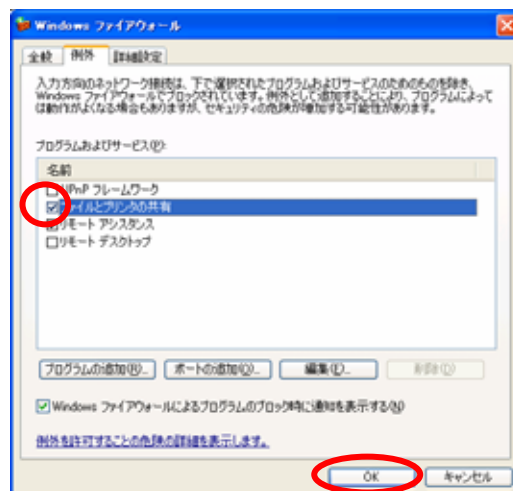 Windows ファイアウォール
全般 例外 詳細設定
入力方向のネットワーク接続は、下で選択されたプログラムおよびサービスのためのものを除き、
Windows ファイアウォールでブロックされています。例外として追加することにより、プログラムによって
は動作がよくなる場合もありますが、セキュリティの危険が増加する可能性があります。
プログラムおよびサービス(P):
名前
UPnP フレームワーク
ファイルとプリンタの共有
リモート アシスタンス
リモート デスクトップ
プログラムの追加(R)... ポートの追加(O)... 編集(E)... 削除(D)
Windows ファイアウォールによるプログラムのブロック時に通知を表示する(N)
例外を許可することの危険の詳細を表示します。
OK キャンセル